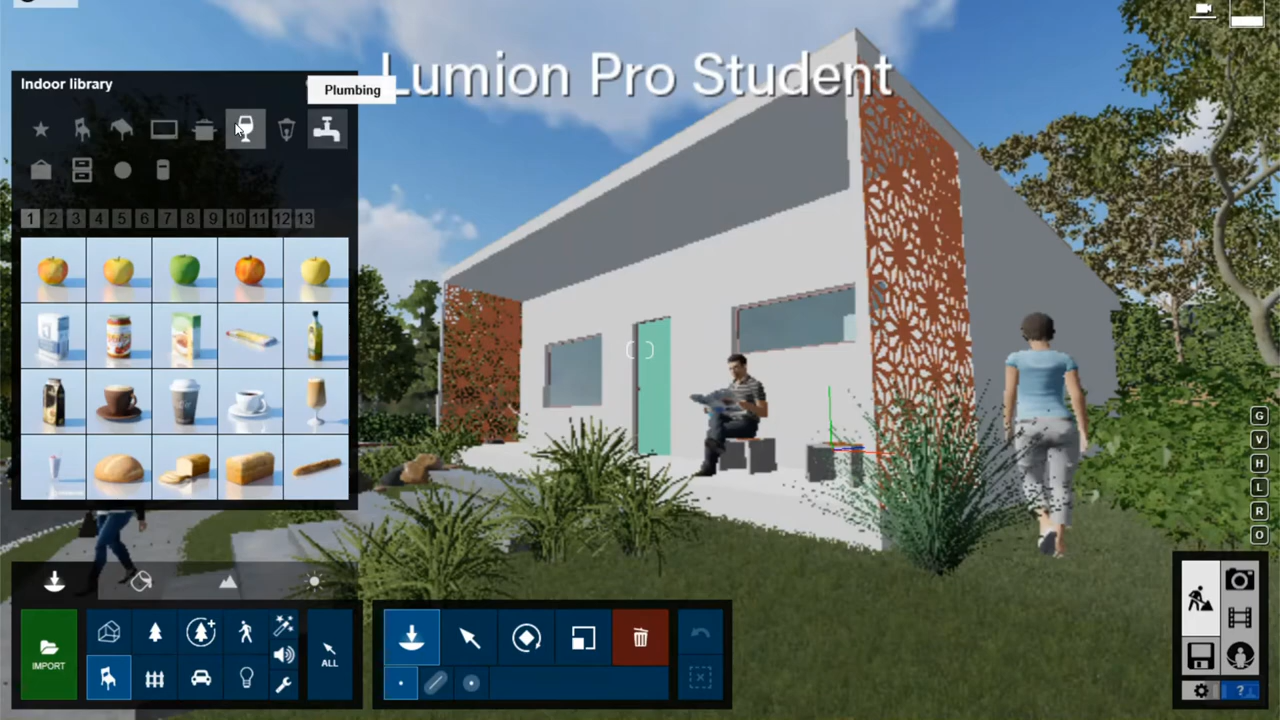 Lumion Pro Student
Indoor library
Plumbing
1 2 3 4 5 6 7 8 9 10 11 12 13
G
V
H
L
R
O
IMPORT
ALL
?